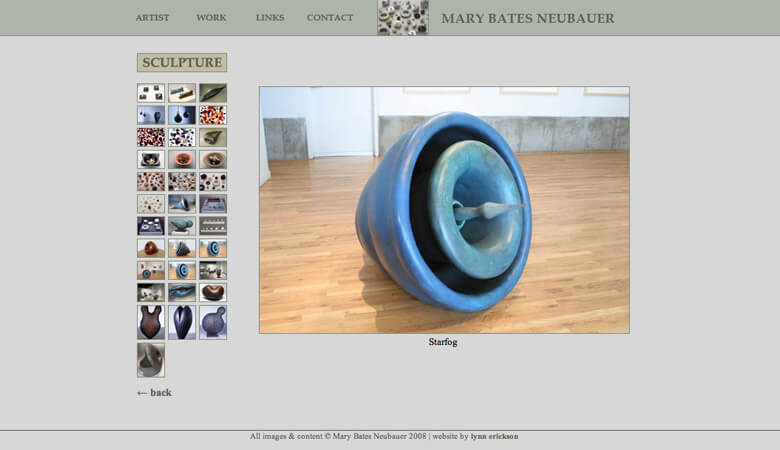 ARTIST WORK LINKS CONTACT MARY BATES NEUBAUER
SCULPTURE
Starfog
← back
All images & content © Mary Bates Neubauer 2008 | website by lynn erickson